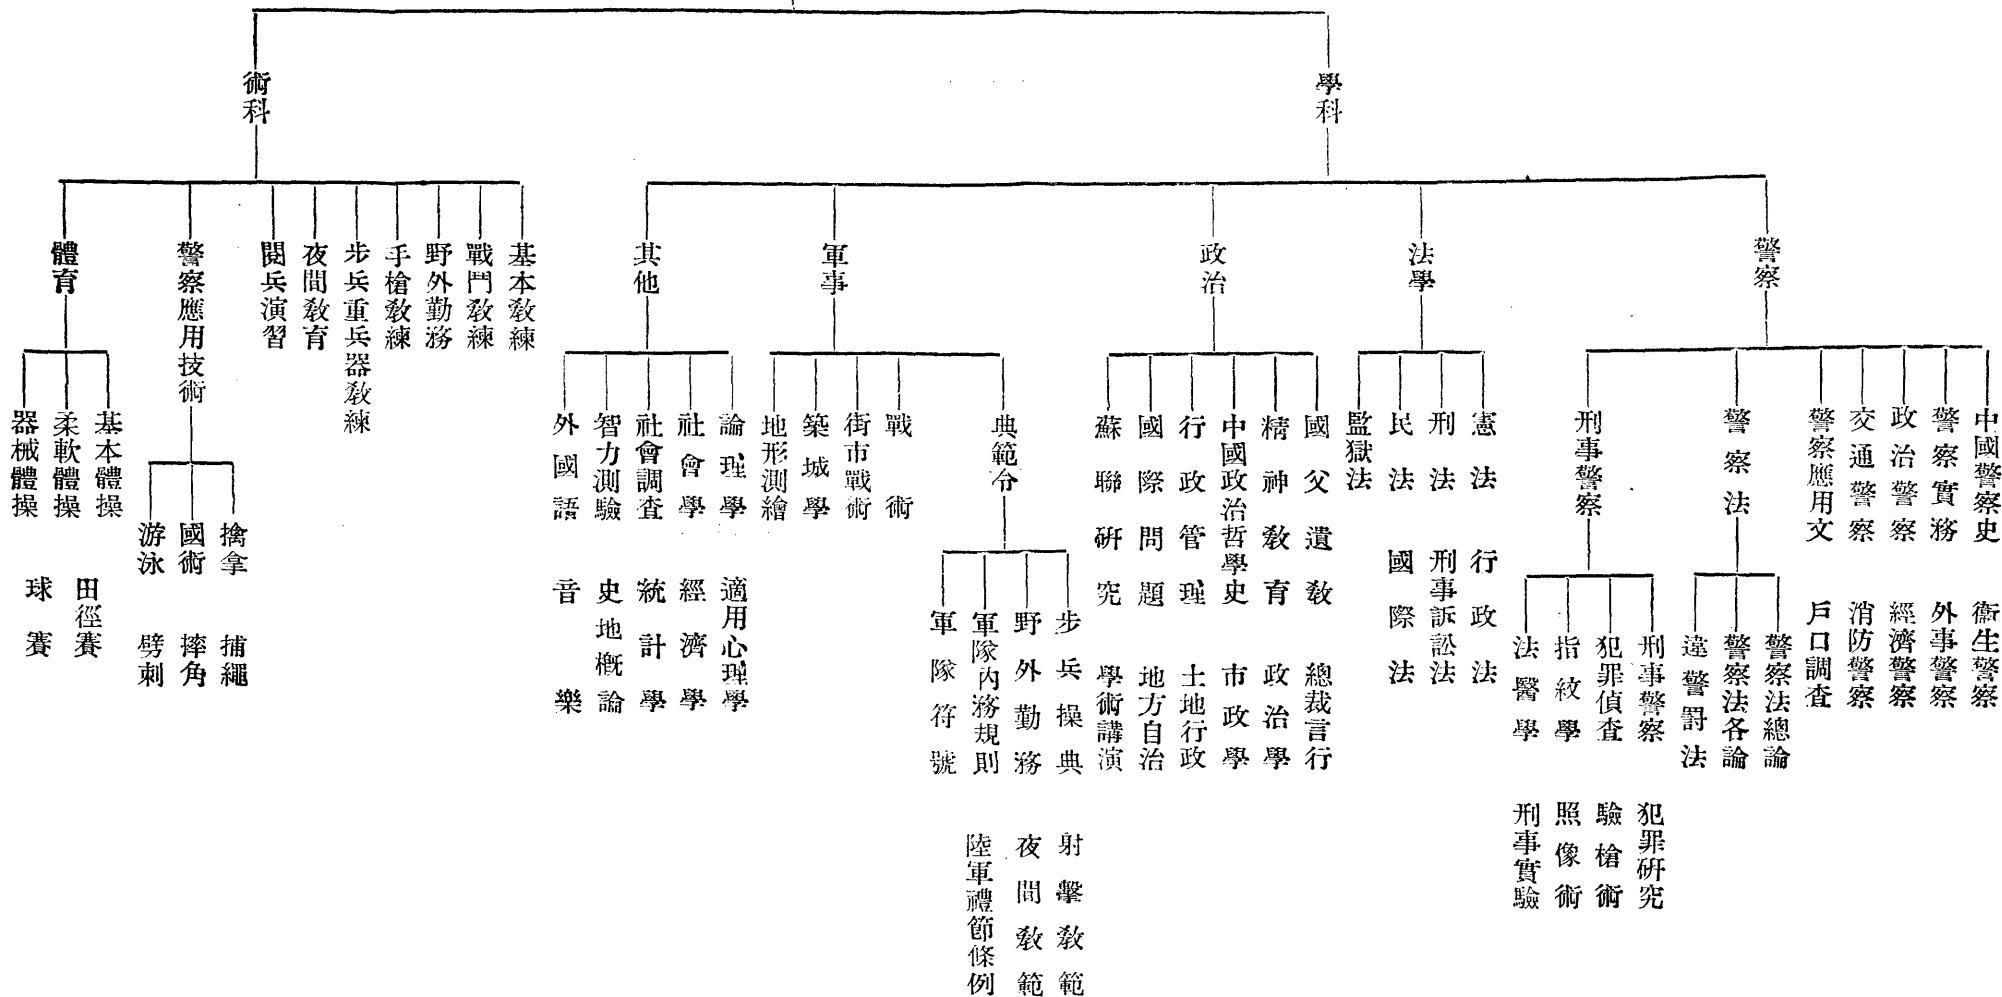 學科
警察
中國警察史 衞生警察
警察實務 外事警察
政治警察 經濟警察
交通警察 消防警察
警察應用文 戶口調查
警察法
警察法總論
警察法各論
違警罰法
刑事警察
刑事警察 犯罪硏究
犯罪偵查 驗槍術
指紋學 照像術
法醫學 刑事實驗
法學
憲法 行政法
刑法 刑事訴訟法
民法 國際法
監獄法
政治
國父遺敎 總裁言行
精神敎育 政治學
中國政治哲學史 市政學
行政管理 土地行政
國際問題 地方自治
蘇聯硏究 學術講演
軍事
典範令
步兵操典 射擊敎範
野外勤務 夜間敎範
軍隊內務規則 陸軍禮節條例
軍隊符號
戰術
街市戰術
築城學
地形測繪
其他
論理學 適用心理學
社會學 經濟學
社會調查 統計學
智力測驗 史地概論
外國語 音樂
術科
基本敎練
戰鬥敎練
野外勤務
手槍敎練
步兵重兵器敎練
夜間敎育
閱兵演習
警察應用技術
擒拿 捕繩
國術 摔角
游泳 劈刺
體育
基本體操 田徑賽
柔軟體操 球賽
器械體操